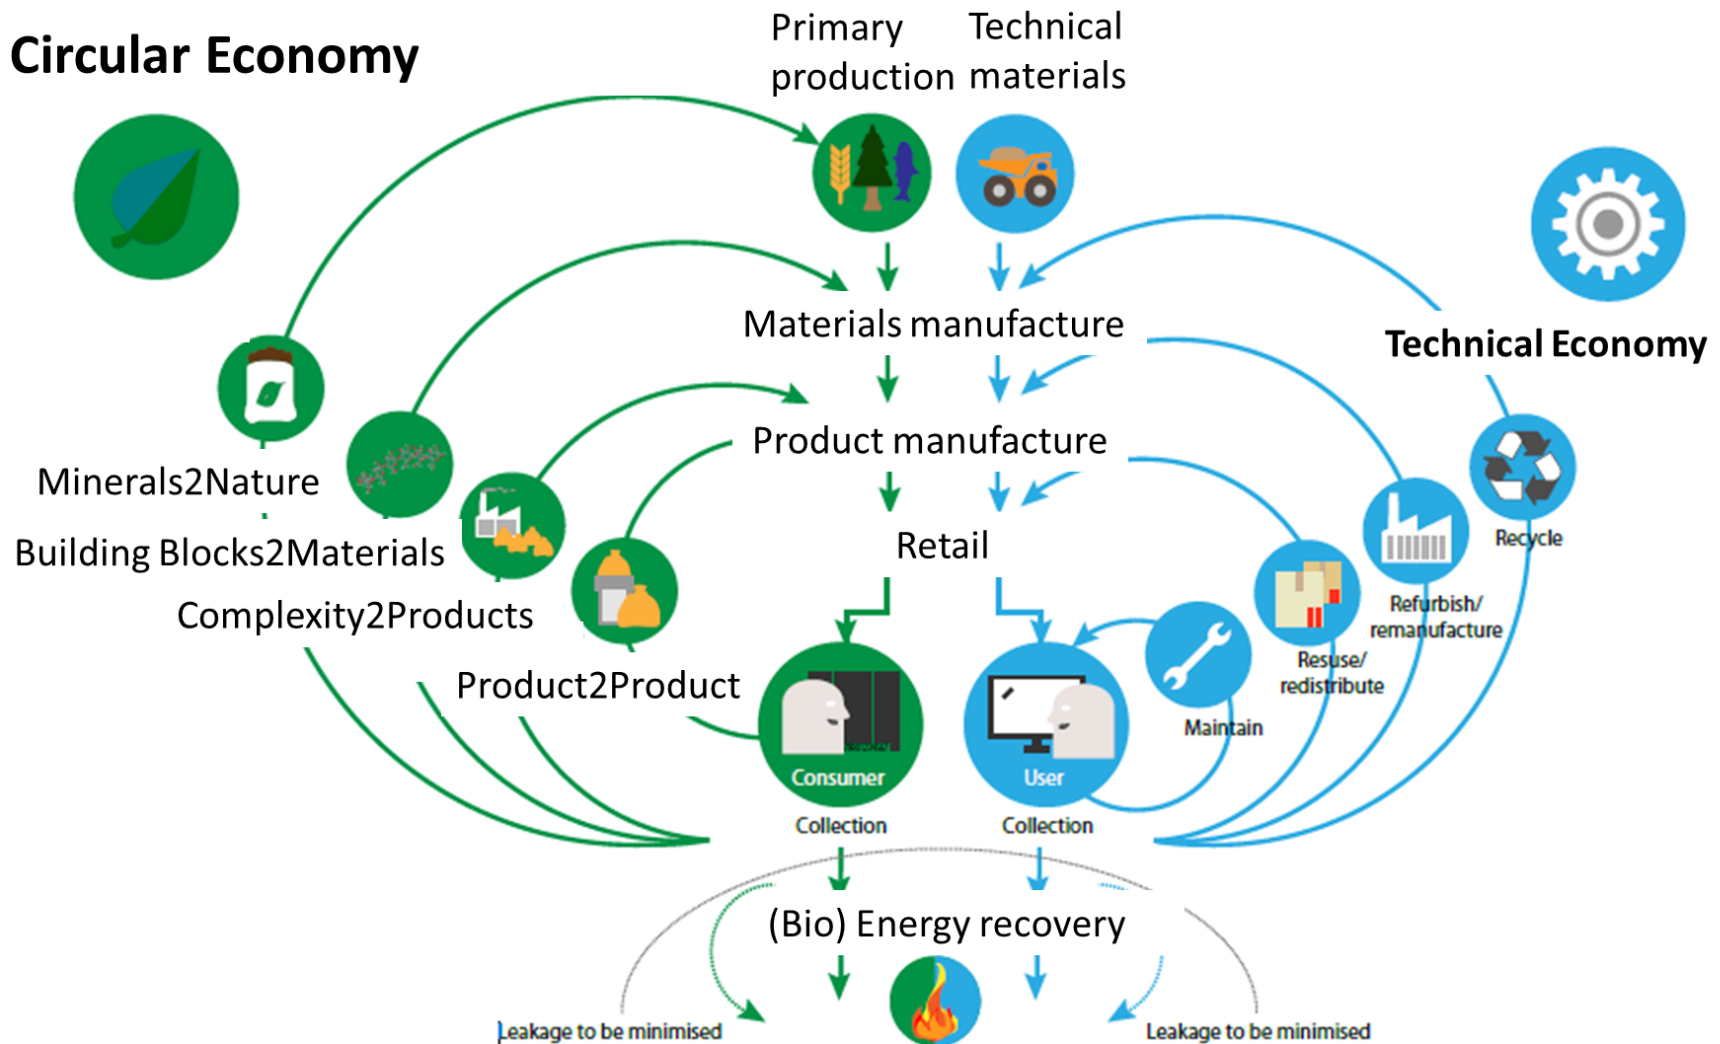 Circular Economy
Primary
production
Technical
materials
Materials manufacture
Technical Economy
Product manufacture
Minerals2Nature
Building Blocks2Materials
Retail
Recycle
Complexity2Products
Refurbish/
remanufacture
Resuse/
redistribute
Product2Product
Maintain
Consumer
User
Collection
Collection
(Bio) Energy recovery
Leakage to be minimised
Leakage to be minimised